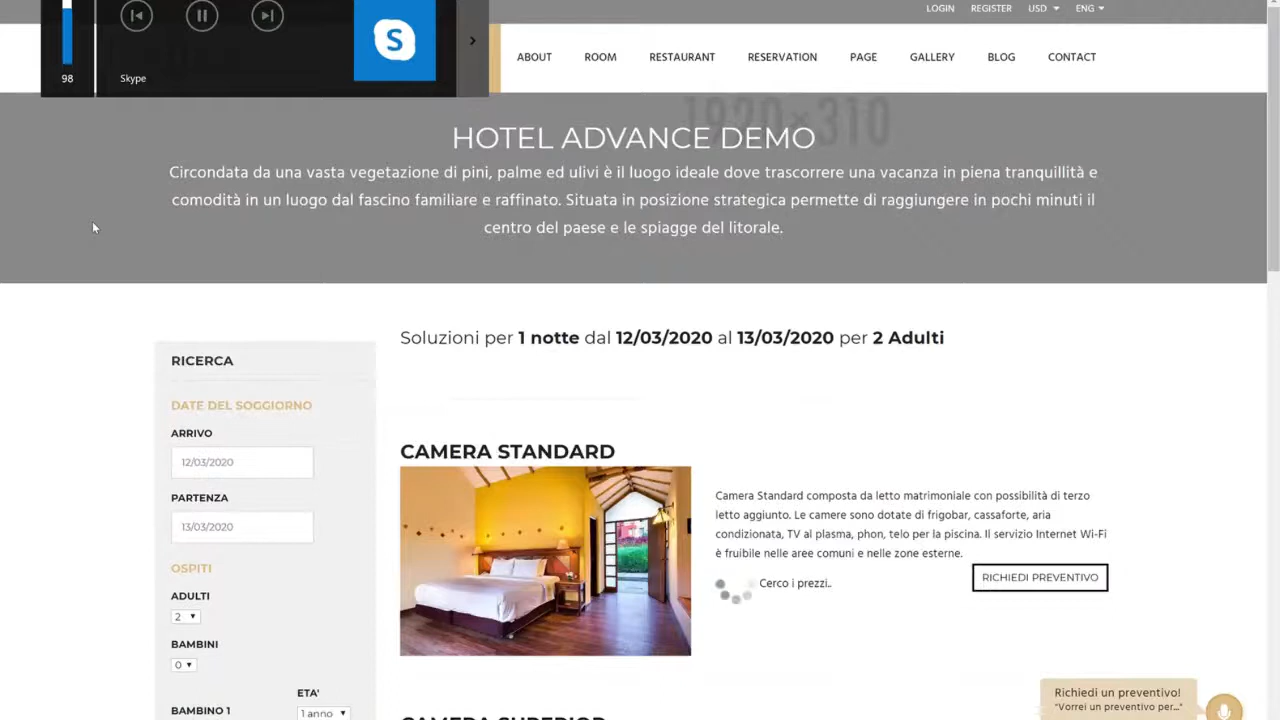 LOGIN REGISTER USD ENG
98
Skype
ABOUT ROOM RESTAURANT RESERVATION PAGE GALLERY BLOG CONTACT
1920×310
HOTEL ADVANCE DEMO
Circondata da una vasta vegetazione di pini, palme ed ulivi è il luogo ideale dove trascorrere una vacanza in piena tranquillità e
comodità in un luogo dal fascino familiare e raffinato. Situata in posizione strategica permette di raggiungere in pochi minuti il
centro del paese e le spiagge del litorale.
Soluzioni per 1 notte dal 12/03/2020 al 13/03/2020 per 2 Adulti
RICERCA
DATE DEL SOGGIORNO
ARRIVO
12/03/2020
PARTENZA
13/03/2020
OSPITI
ADULTI
2
BAMBINI
0
ETA'
BAMBINO 1
1 anno
CAMERA STANDARD
Camera Standard composta da letto matrimoniale con possibilità di terzo
letto aggiunto. Le camere sono dotate di frigobar, cassaforte, aria
condizionata, TV al plasma, phon, telo per la piscina. Il servizio Internet Wi-Fi
è fruibile nelle aree comuni e nelle zone esterne.
Cerco i prezzi..
RICHIEDI PREVENTIVO
CAMERA SUPERIOR
Richiedi un preventivo!
"Vorrei un preventivo per..."